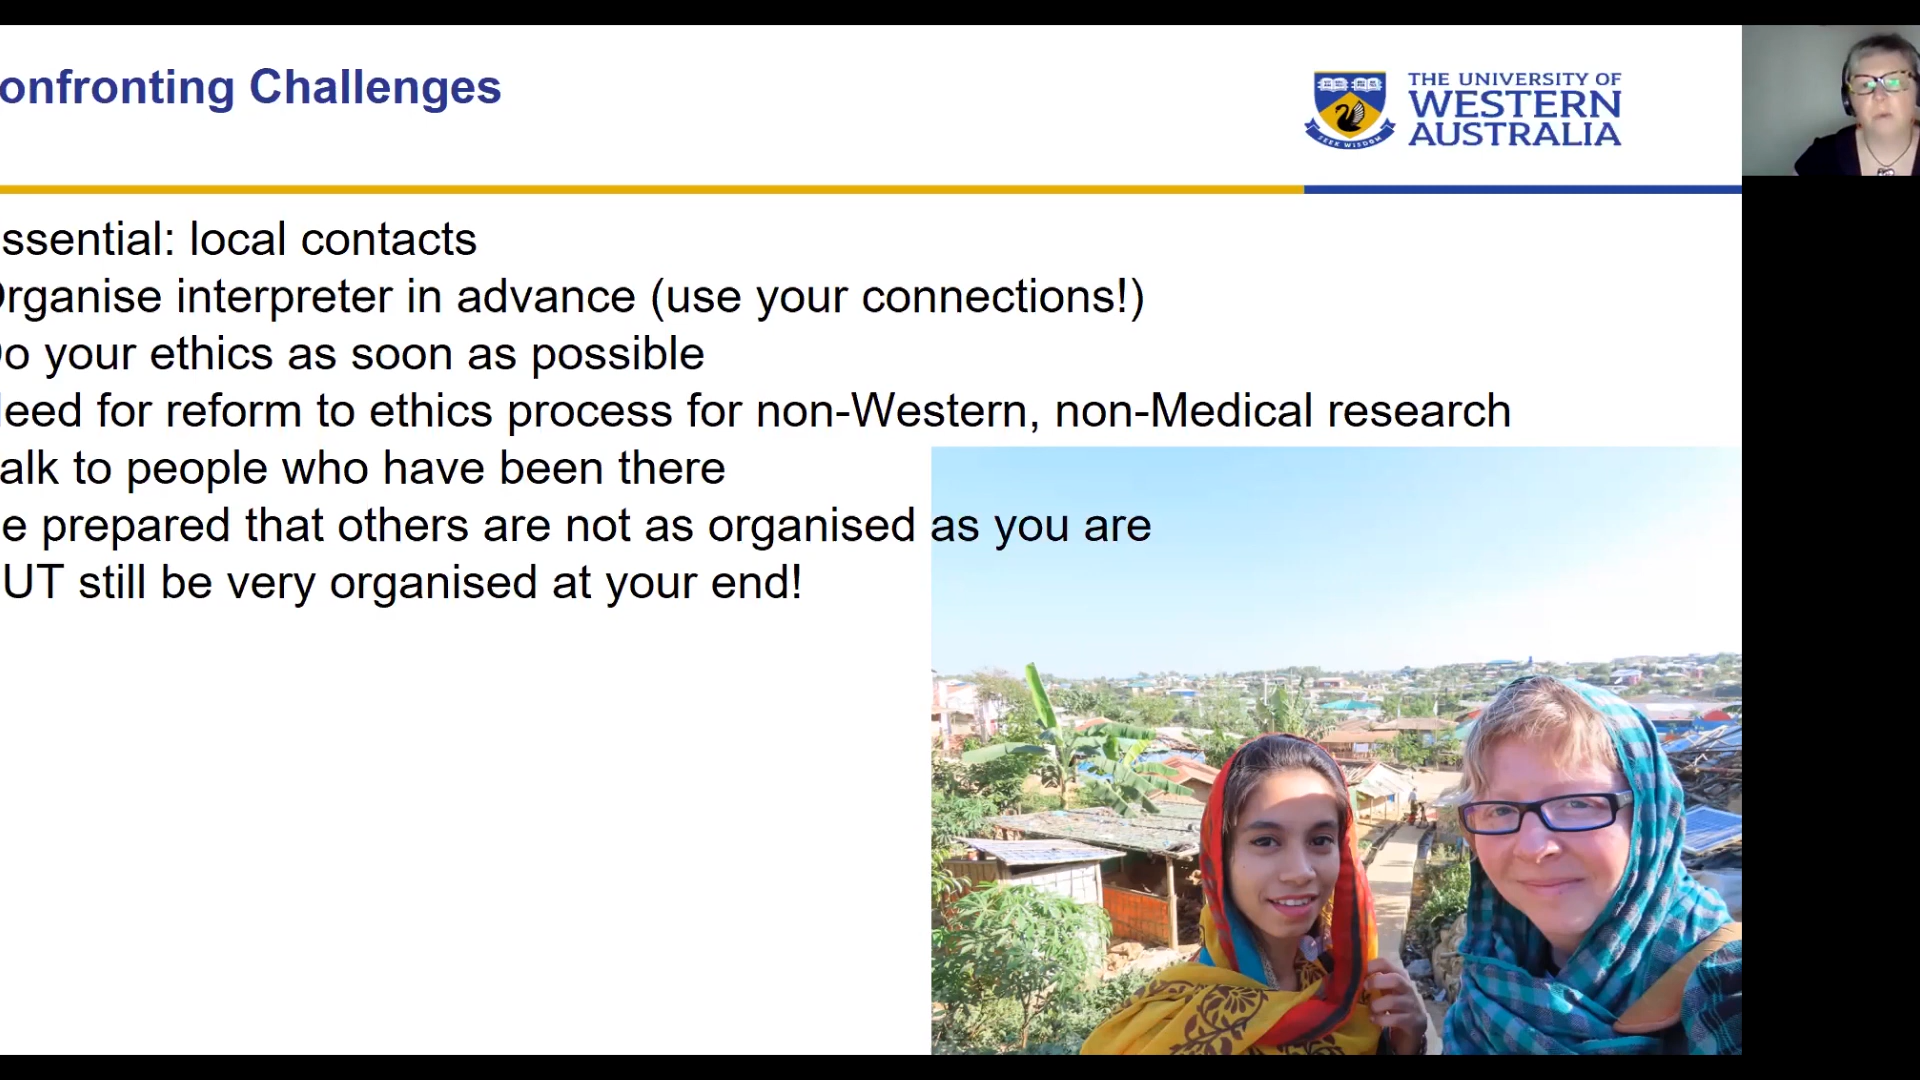 onfronting Challenges
THE UNIVERSITY OF
WESTERN
AUSTRALIA
SEEK WISDOM
ssential: local contacts
rganise interpreter in advance (use your connections!)
o your ethics as soon as possible
eed for reform to ethics process for non-Western, non-Medical research
alk to people who have been there
e prepared that others are not as organised as you are
UT still be very organised at your end!